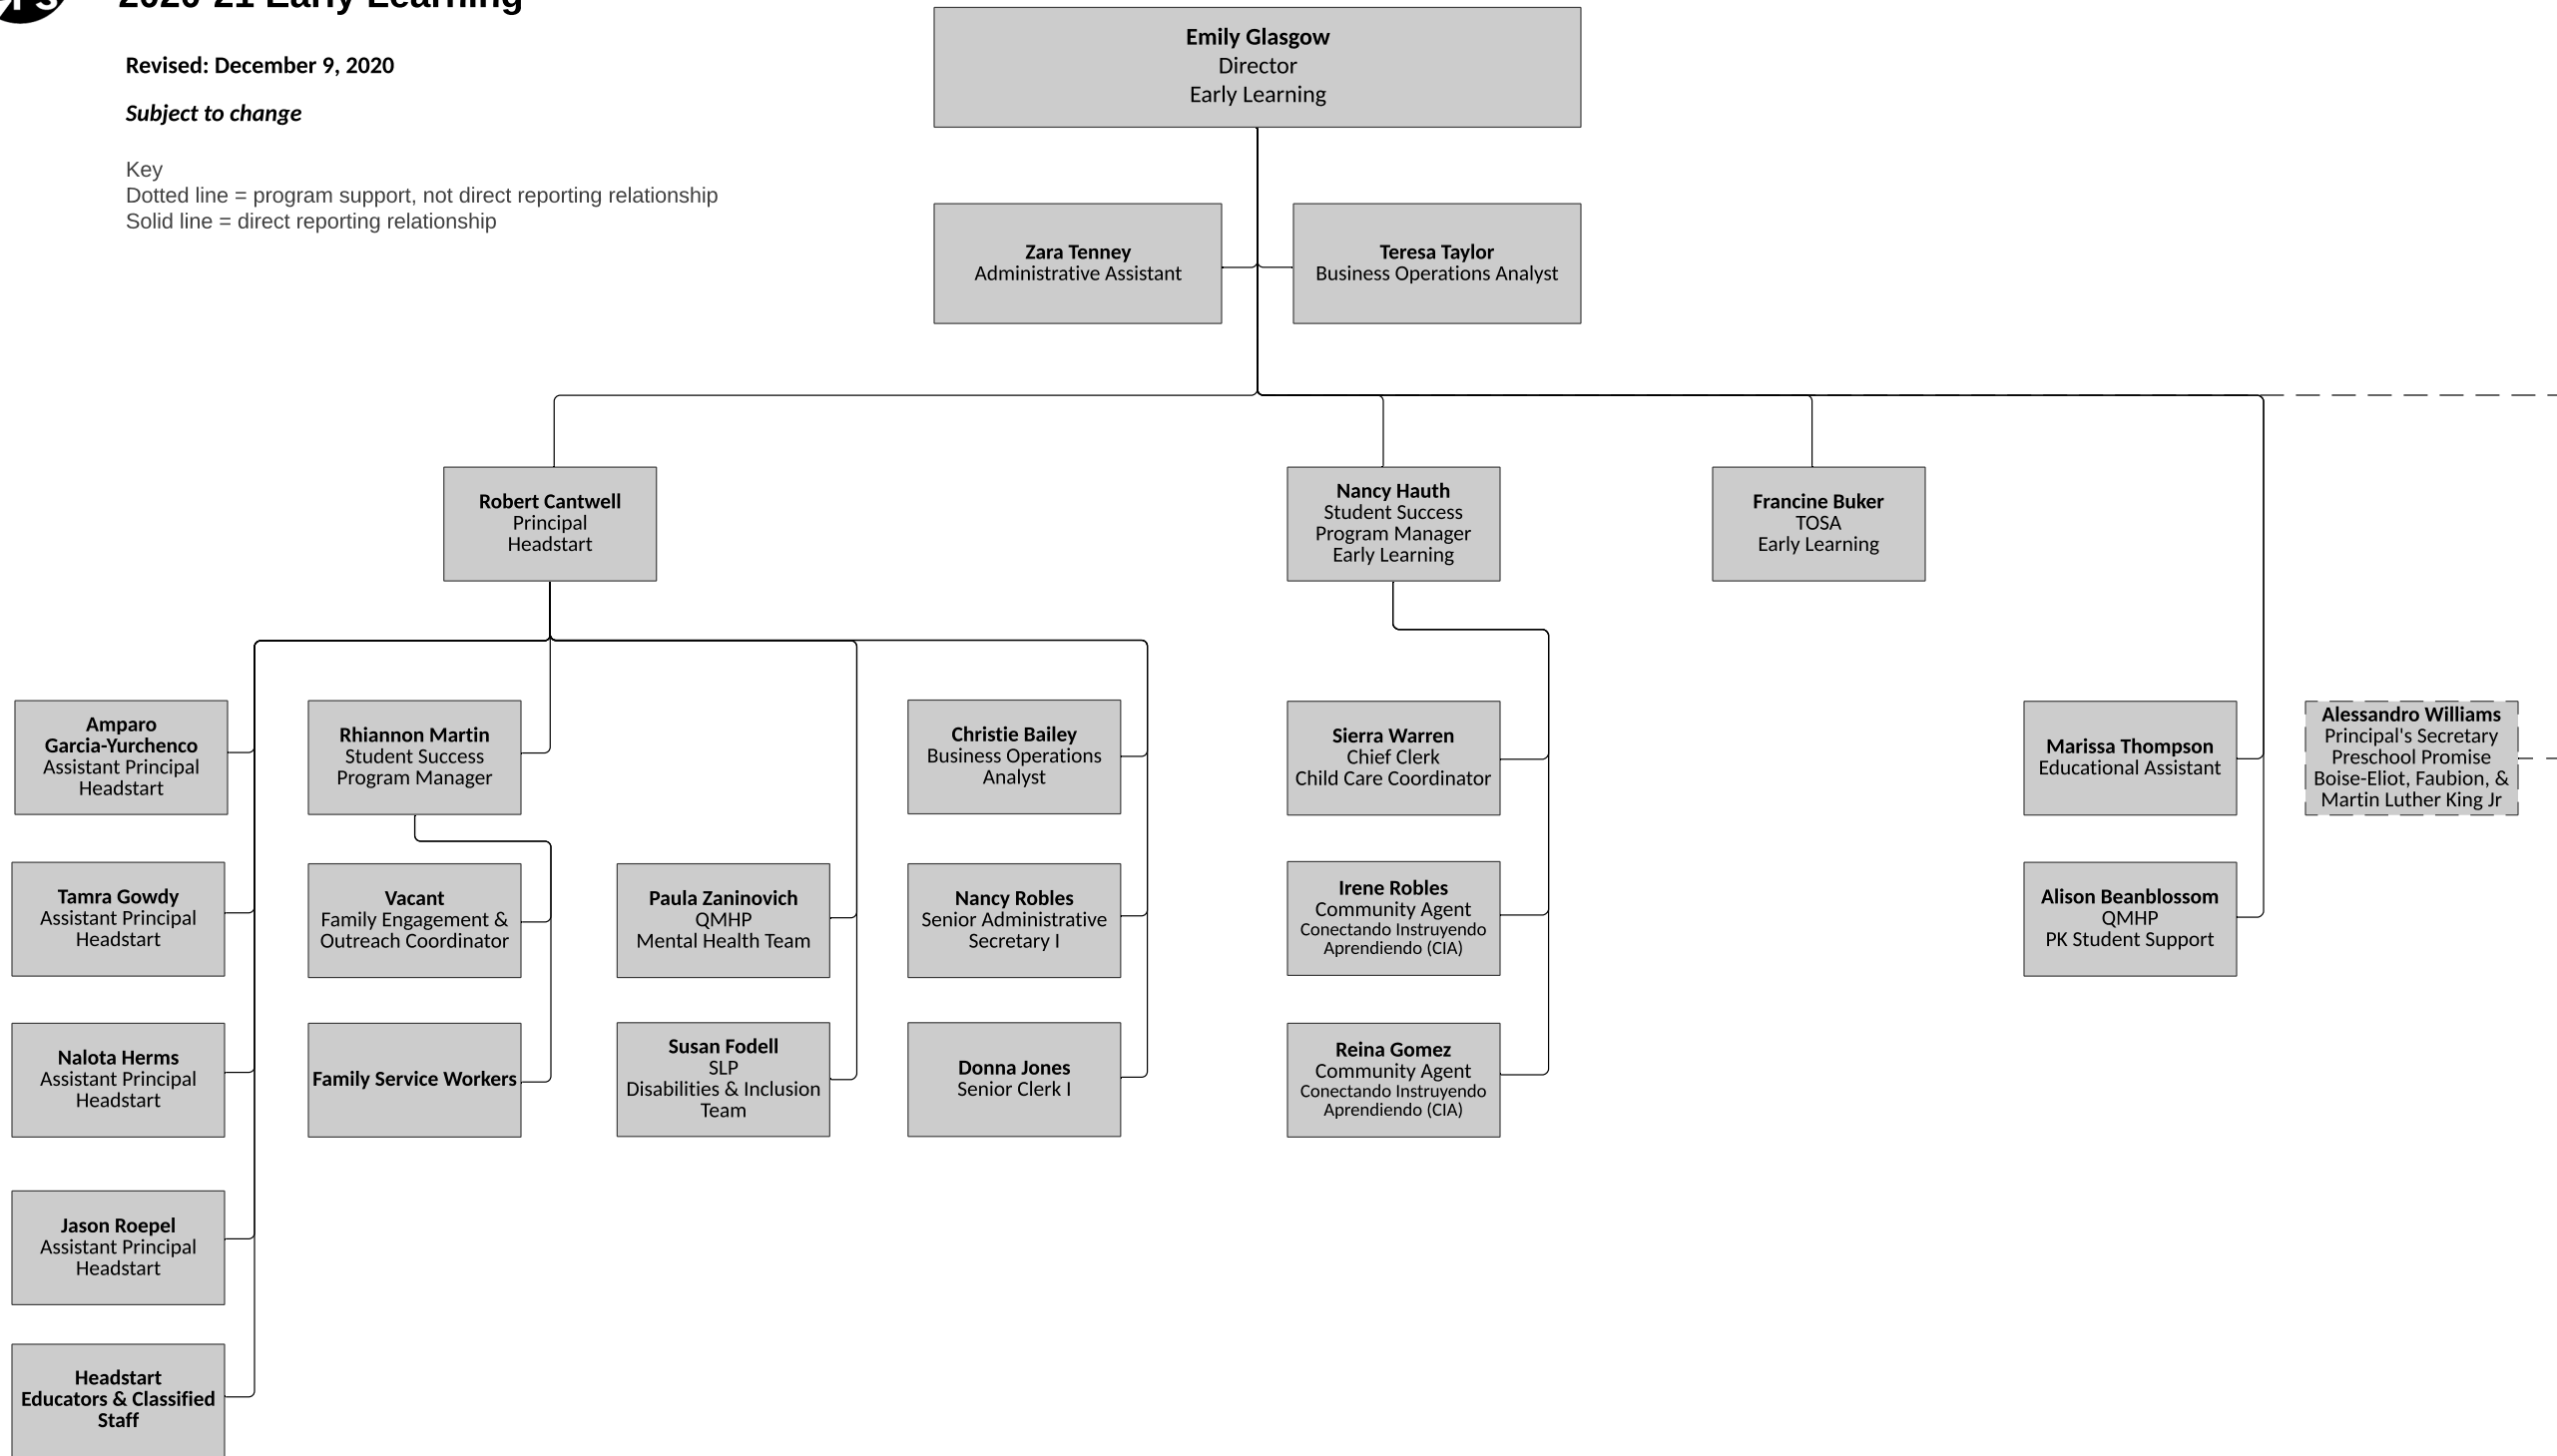 2020-21 Early Learning
Revised: December 9, 2020
Subject to change
Key
Dotted line = program support, not direct reporting relationship
Solid line = direct reporting relationship
Emily Glasgow
Director
Early Learning
Zara Tenney
Administrative Assistant
Teresa Taylor
Business Operations Analyst
Robert Cantwell
Principal
Headstart
Nancy Hauth
Student Success
Program Manager
Early Learning
Francine Buker
TOSA
Early Learning
Amparo
Garcia-Yurchenco
Assistant Principal
Headstart
Rhiannon Martin
Student Success
Program Manager
Christie Bailey
Business Operations
Analyst
Sierra Warren
Chief Clerk
Child Care Coordinator
Marissa Thompson
Educational Assistant
Alessandro Williams
Principal's Secretary
Preschool Promise
Boise-Eliot, Faubion, &
Martin Luther King Jr
Tamra Gowdy
Assistant Principal
Headstart
Vacant
Family Engagement &
Outreach Coordinator
Paula Zaninovich
QMHP
Mental Health Team
Nancy Robles
Senior Administrative
Secretary I
Irene Robles
Community Agent
Conectando Instruyendo
Aprendiendo (CIA)
Alison Beanblossom
QMHP
PK Student Support
Nalota Herms
Assistant Principal
Headstart
Family Service Workers
Susan Fodell
SLP
Disabilities & Inclusion
Team
Donna Jones
Senior Clerk I
Reina Gomez
Community Agent
Conectando Instruyendo
Aprendiendo (CIA)
Jason Roepel
Assistant Principal
Headstart
Headstart
Educators & Classified
Staff